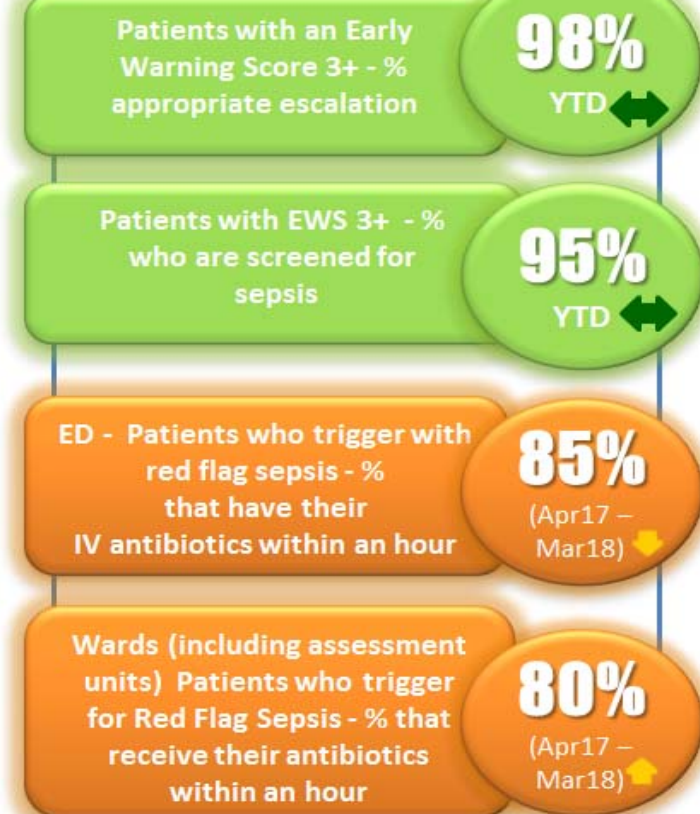 Patients with an Early
Warning Score 3+ - %
appropriate escalation
98%
YTD
Patients with EWS 3+ - %
who are screened for
sepsis
95%
YTD
ED - Patients who trigger with
red flag sepsis - %
that have their
IV antibiotics within an hour
85%
(Apr17 –
Mar18)
Wards (including assessment
units) Patients who trigger
for Red Flag Sepsis - % that
receive their antibiotics
within an hour
80%
(Apr17 –
Mar18)